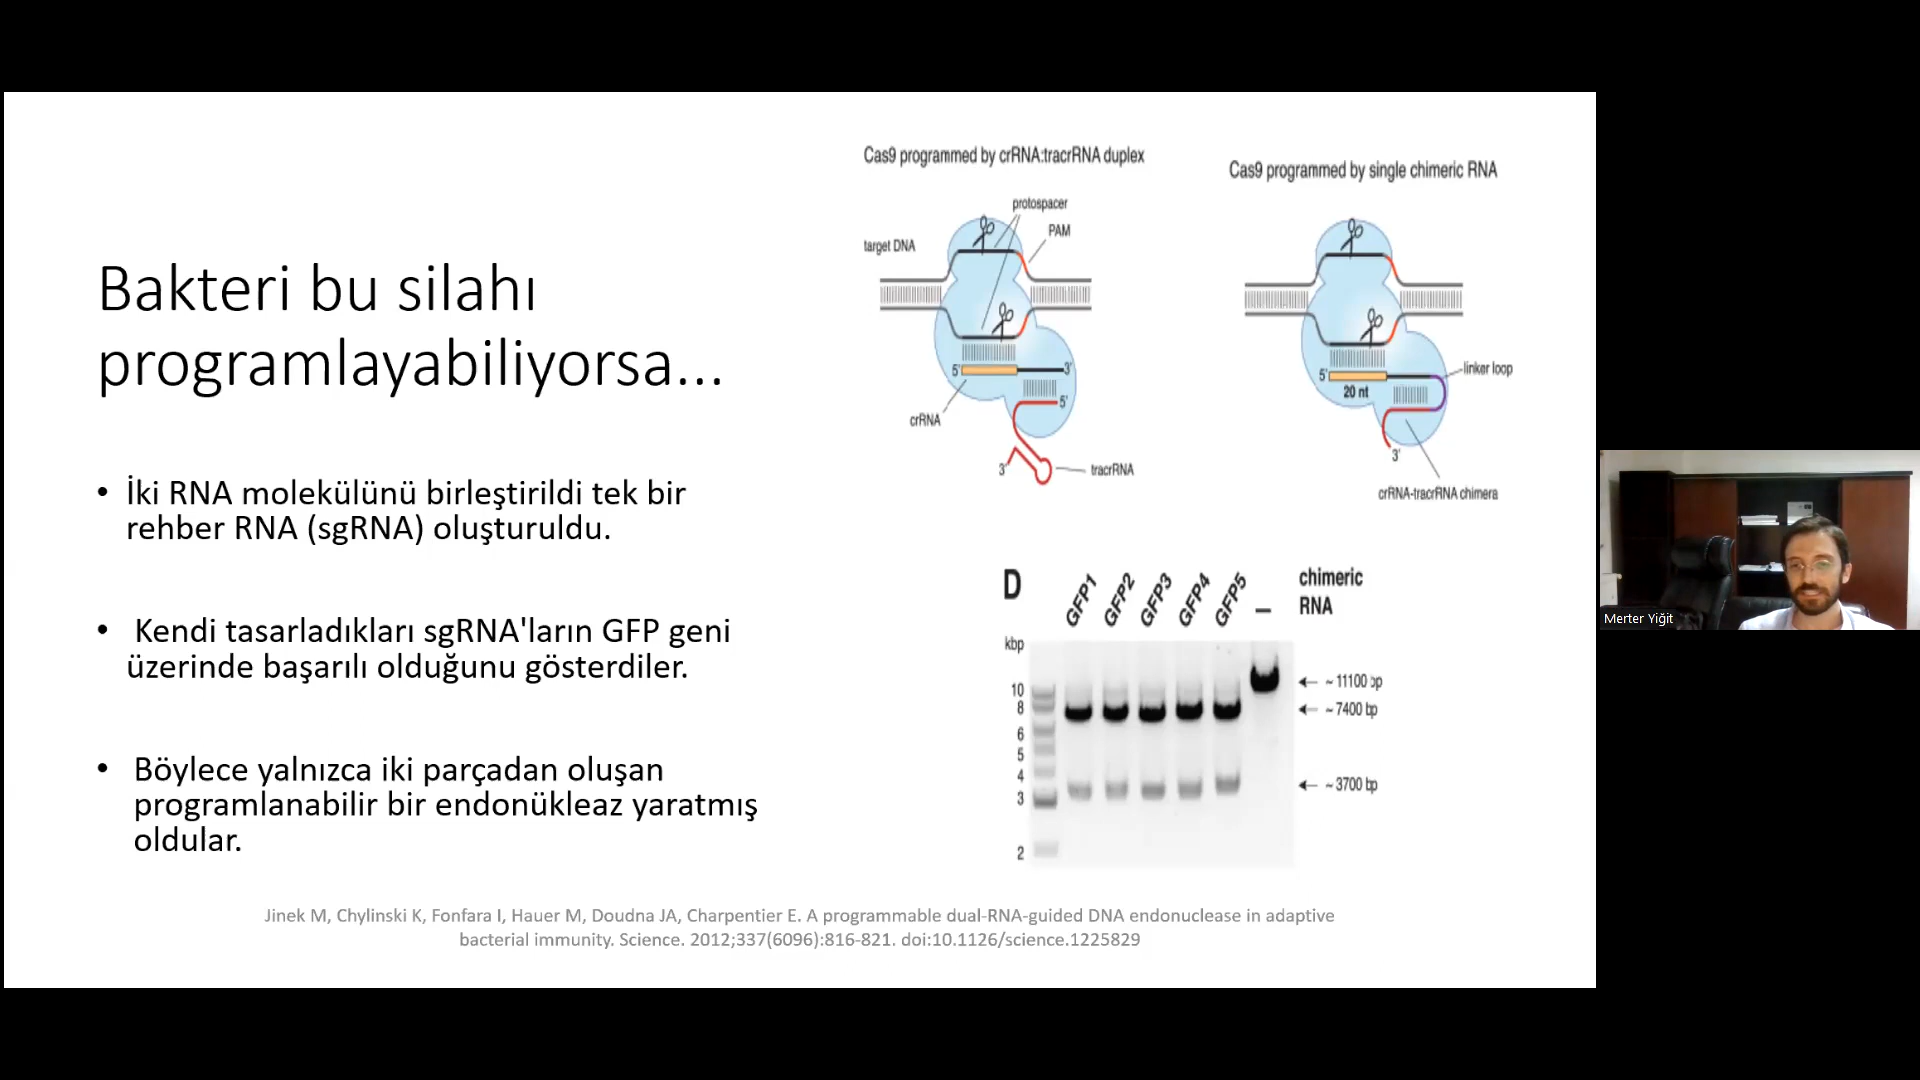 Bakteri bu silahı
programlayabiliyorsa...
• İki RNA molekülünü birleştirildi tek bir
rehber RNA (sgRNA) oluşturuldu.
• Kendi tasarladıkları sgRNA'ların GFP geni
üzerinde başarılı olduğunu gösterdiler.
• Böylece yalnızca iki parçadan oluşan
programlanabilir bir endonükleaz yaratmış
oldular.
Cas9 programmed by crRNA:tracrRNA duplex
protospacer
PAM
target DNA
5'
3'
5'
crRNA
3'
tracrRNA
Cas9 programmed by single chimeric RNA
linker loop
5'
20 nt
3'
crRNA-tracrRNA chimera
D
GFP1
GFP2
GFP3
GFP4
GFP5
–
chimeric
RNA
kbp
10
8
6
5
4
3
2
← ~ 11100 bp
← ~ 7400 bp
← ~ 3700 bp
Jinek M, Chylinski K, Fonfara I, Hauer M, Doudna JA, Charpentier E. A programmable dual-RNA-guided DNA endonuclease in adaptive
bacterial immunity. Science. 2012;337(6096):816-821. doi:10.1126/science.1225829
Merter Yiğit